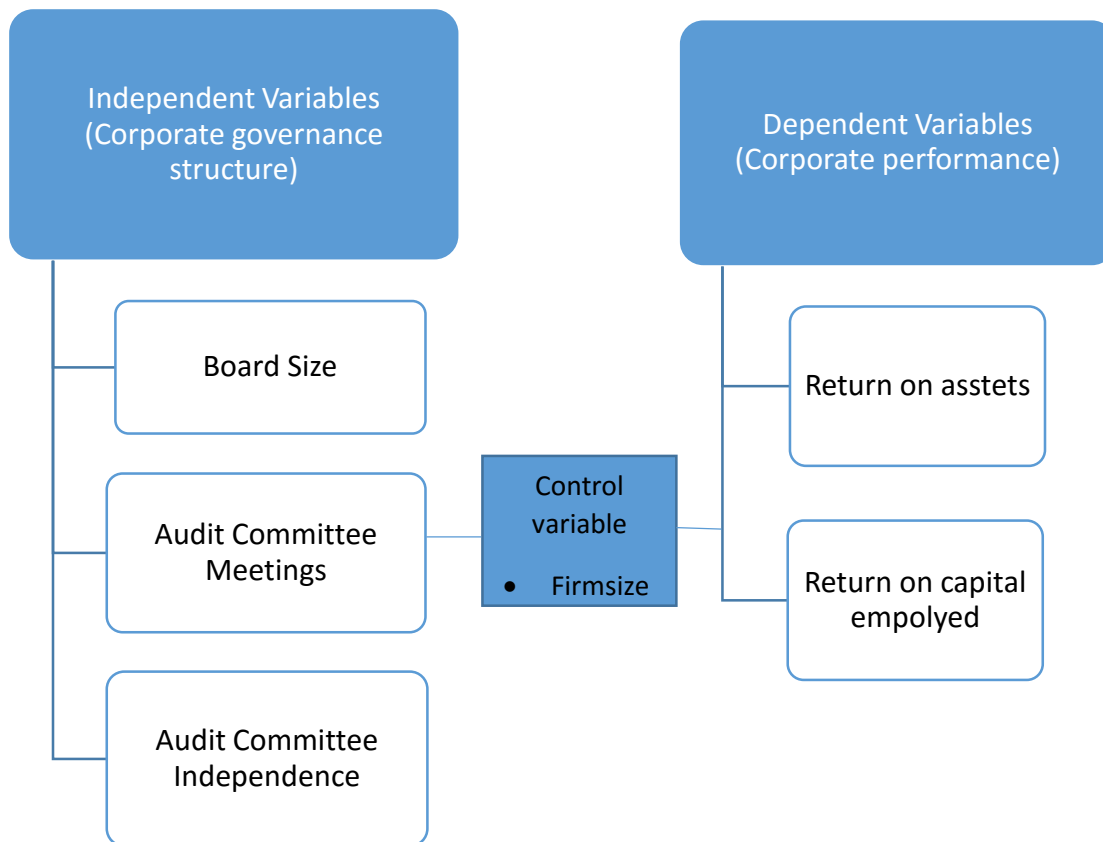 Independent Variables
(Corporate governance
structure)
Board Size
Audit Committee
Meetings
Audit Committee
Independence
Control
variable
• Firmsize
Dependent Variables
(Corporate performance)
Return on asstets
Return on capital
empolyed